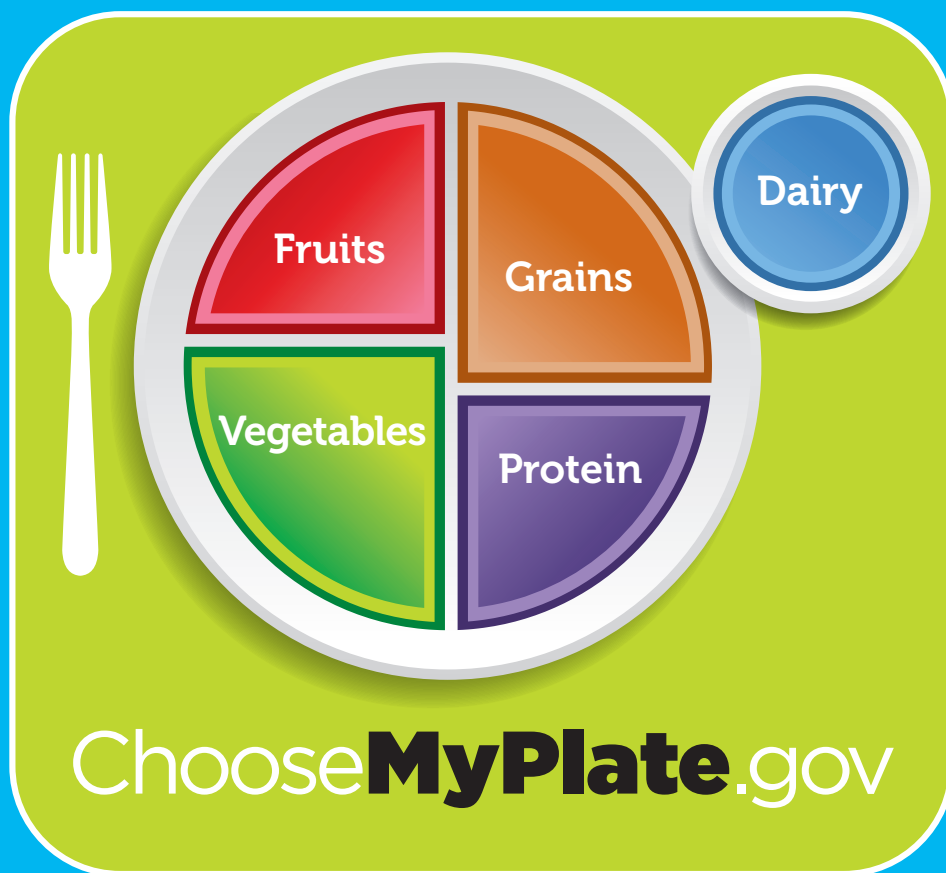 Fruits
Grains
Dairy
Vegetables
Protein
ChooseMyPlate.gov